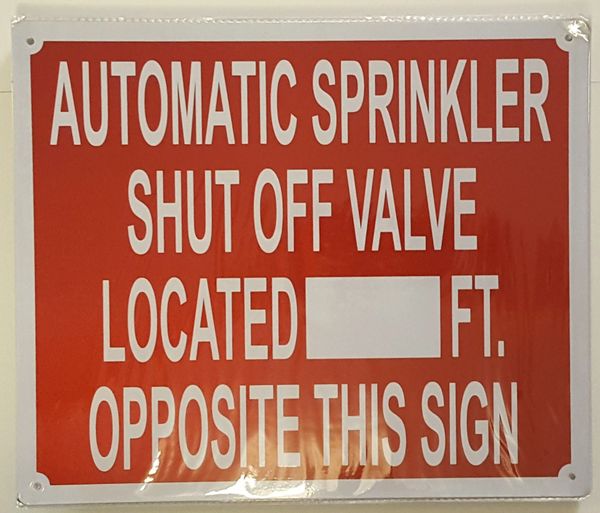 AUTOMATIC SPRINKLER
SHUT OFF VALVE
LOCATED FT.
OPPOSITE THIS SIGN